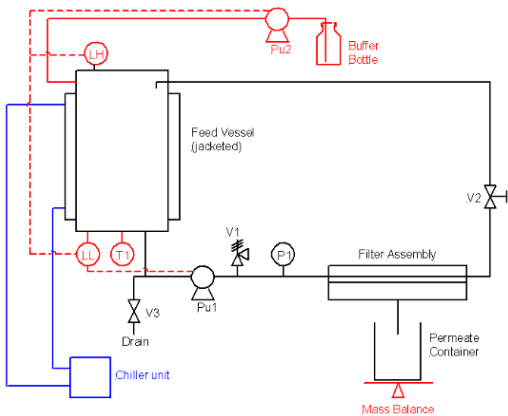 LH
Pu2
Buffer
Bottle
Feed Vessel
(jacketed)
V2
V1
LL
T1
P1
Filter Assembly
Pu1
V3
Drain
Permeate
Container
Chiller unit
Mass Balance